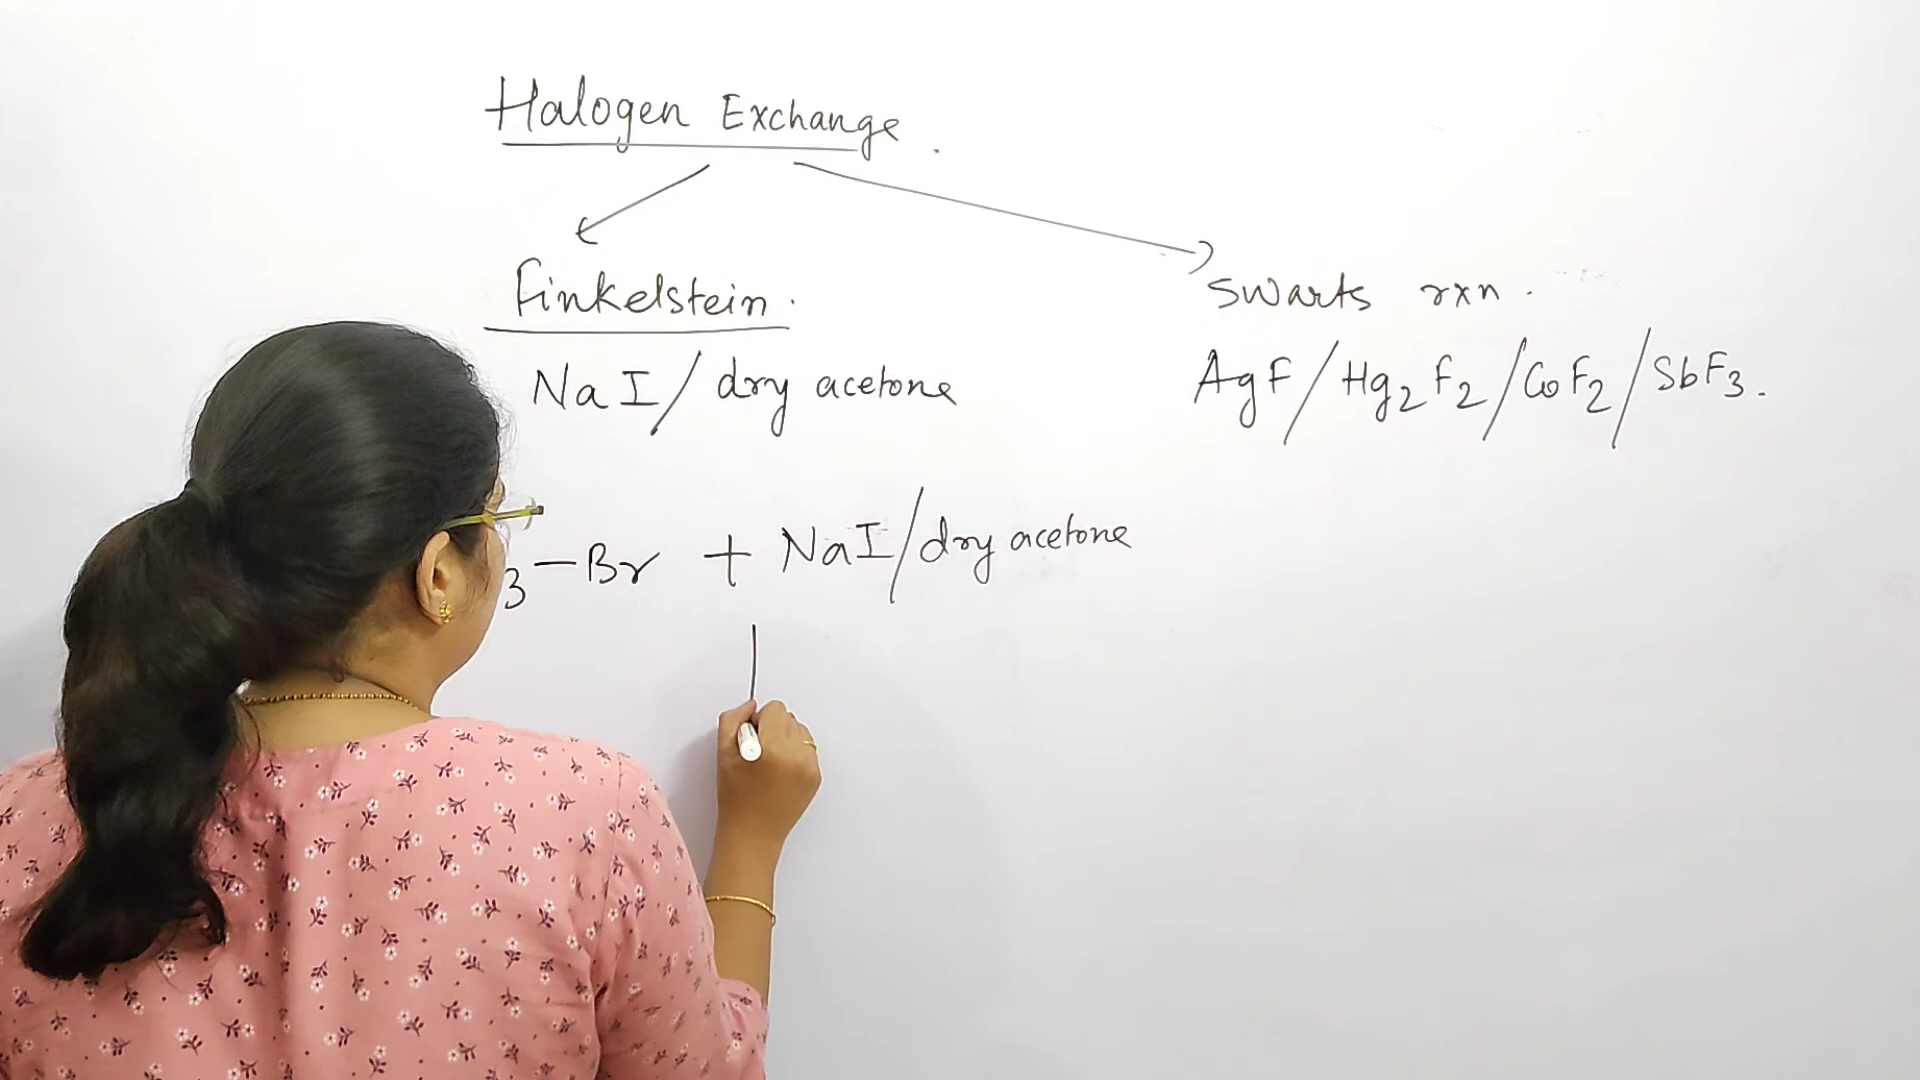 Halogen Exchange.
Finkelstein.
Swarts rxn.
NaI/dry acetone
AgF/Hg2F2/CoF2/SbF3.
3-Br + NaI/dry acetone